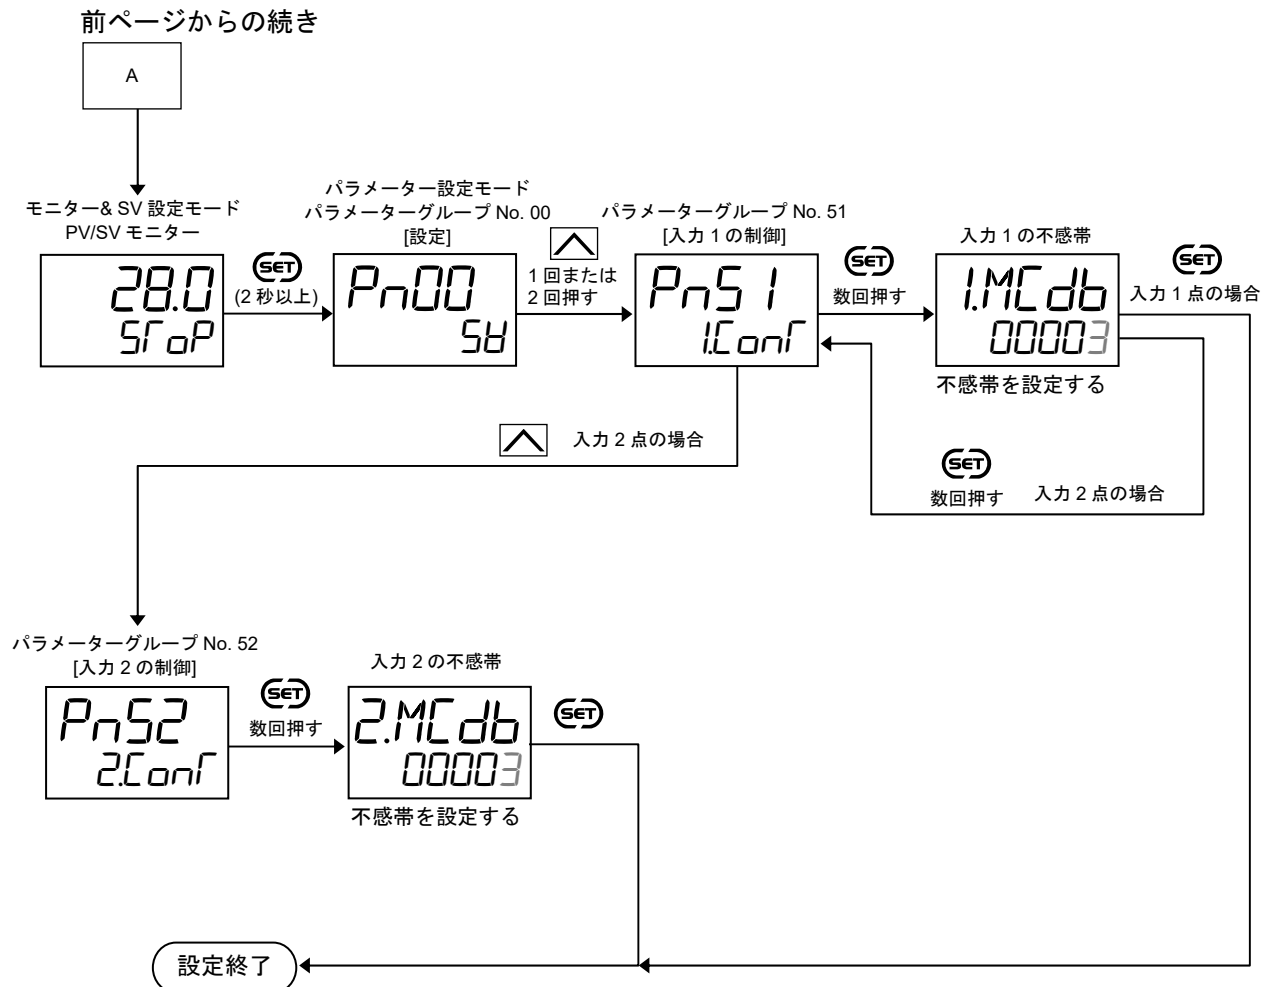 前ページからの続き
A
モニター& SV 設定モード
PV/SV モニター
28.0
SToP
SET
(2 秒以上)
パラメーター設定モード
パラメーターグループ No. 00
[設定]
Pn00
SET
1 回または
2 回押す
パラメーターグループ No. 51
[入力 1 の制御]
Pn51
1.ConT
SET
数回押す
入力 1 の不感帯
1.MCdb
00003
不感帯を設定する
SET
入力 1 点の場合
入力 2 点の場合
SET
数回押す
入力 2 点の場合
パラメーターグループ No. 52
[入力 2 の制御]
Pn52
2.ConT
SET
数回押す
入力 2 の不感帯
2.MCdb
00003
不感帯を設定する
SET
設定終了